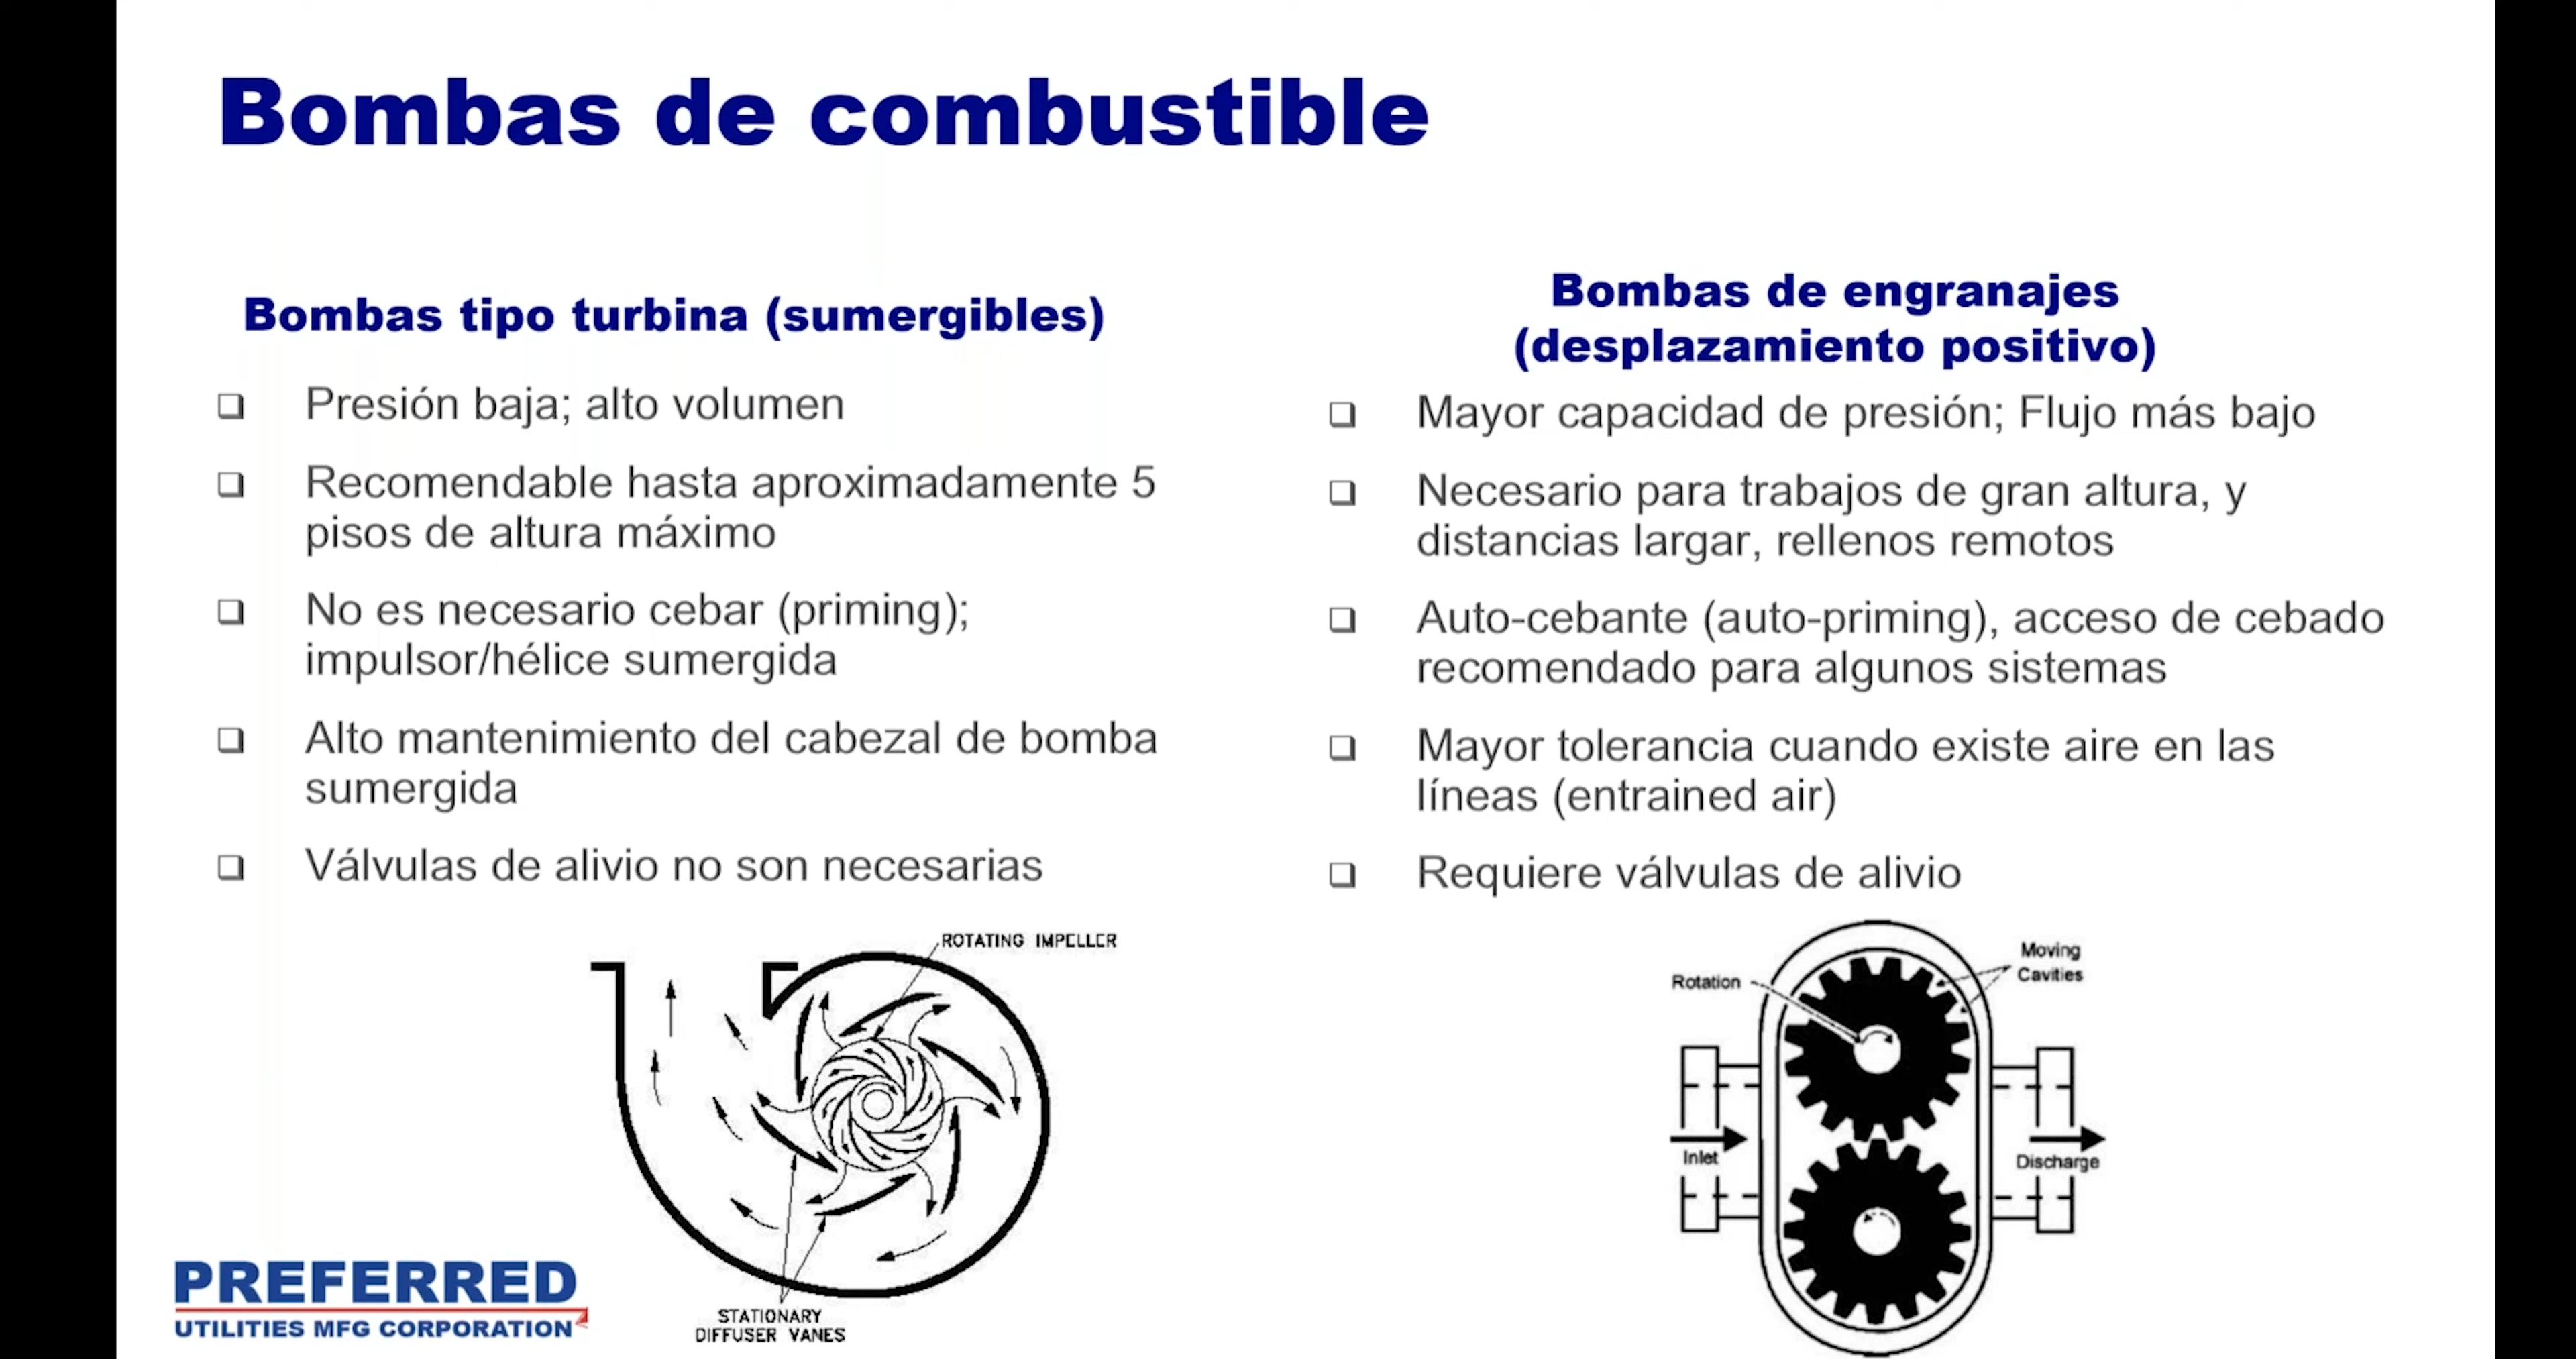 Bombas de combustible
Bombas tipo turbina (sumergibles)
Presión baja; alto volumen
Recomendable hasta aproximadamente 5
pisos de altura máximo
No es necesario cebar (priming);
impulsor/hélice sumergida
Alto mantenimiento del cabezal de bomba
sumergida
Válvulas de alivio no son necesarias
ROTATING IMPELLER
STATIONARY
DIFFUSER VANES
Bombas de engranajes
(desplazamiento positivo)
Mayor capacidad de presión; Flujo más bajo
Necesario para trabajos de gran altura, y
distancias largar, rellenos remotos
Auto-cebante (auto-priming), acceso de cebado
recomendado para algunos sistemas
Mayor tolerancia cuando existe aire en las
líneas (entrained air)
Requiere válvulas de alivio
Rotation
Moving
Cavities
Inlet
Discharge
PREFERRED
UTILITIES MFG CORPORATION